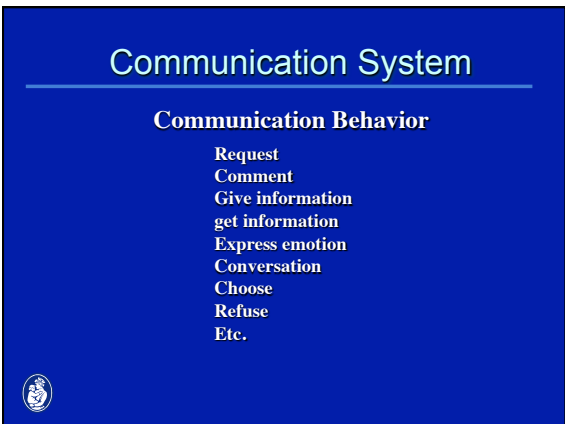 Communication System
Communication Behavior
Request
Comment
Give information
get information
Express emotion
Conversation
Choose
Refuse
Etc.